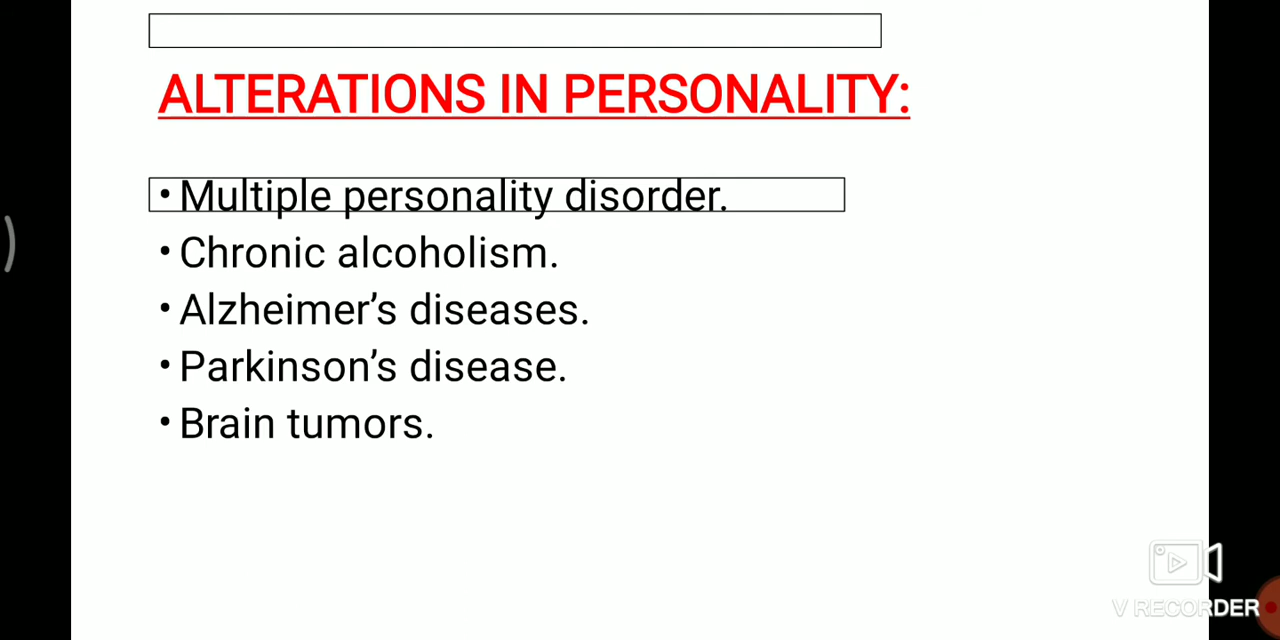 ALTERATIONS IN PERSONALITY:
• Multiple personality disorder.
• Chronic alcoholism.
• Alzheimer’s diseases.
• Parkinson’s disease.
• Brain tumors.
V RECORDER